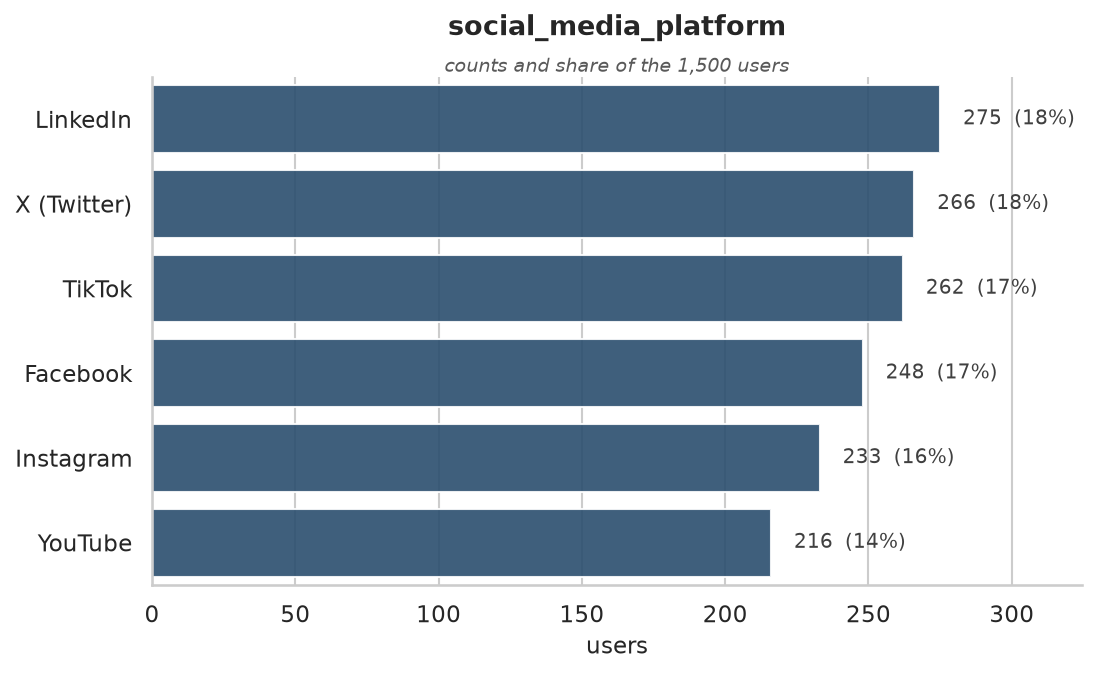 social_media_platform
counts and share of the 1,500 users
LinkedIn 275 (18%)
X (Twitter) 266 (18%)
TikTok 262 (17%)
Facebook 248 (17%)
Instagram 233 (16%)
YouTube 216 (14%)
0 50 100 150 200 250 300
users